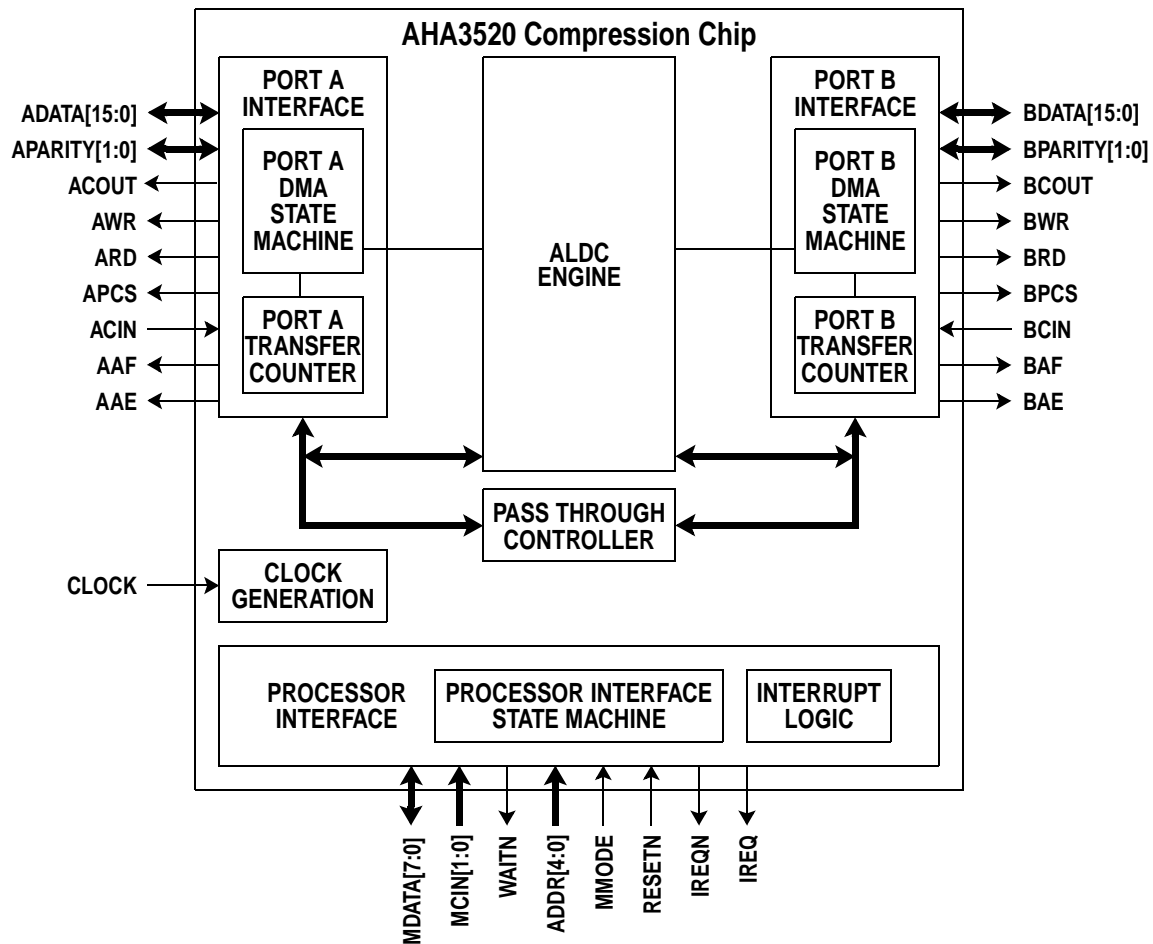 AHA3520 Compression Chip
PORT A
INTERFACE
PORT A
DMA
STATE
MACHINE
PORT A
TRANSFER
COUNTER
ALDC
ENGINE
PORT B
INTERFACE
PORT B
DMA
STATE
MACHINE
PORT B
TRANSFER
COUNTER
ADATA[15:0]
APARITY[1:0]
ACOUT
AWR
ARD
APCS
ACIN
AAF
AAE
BDATA[15:0]
BPARITY[1:0]
BCOUT
BWR
BRD
BPCS
BCIN
BAF
BAE
PASS THROUGH
CONTROLLER
CLOCK
CLOCK
GENERATION
PROCESSOR
INTERFACE
PROCESSOR INTERFACE
STATE MACHINE
INTERRUPT
LOGIC
MDATA[7:0]
MCIN[1:0]
WAITN
ADDR[4:0]
MMODE
RESETN
IREQN
IREQ